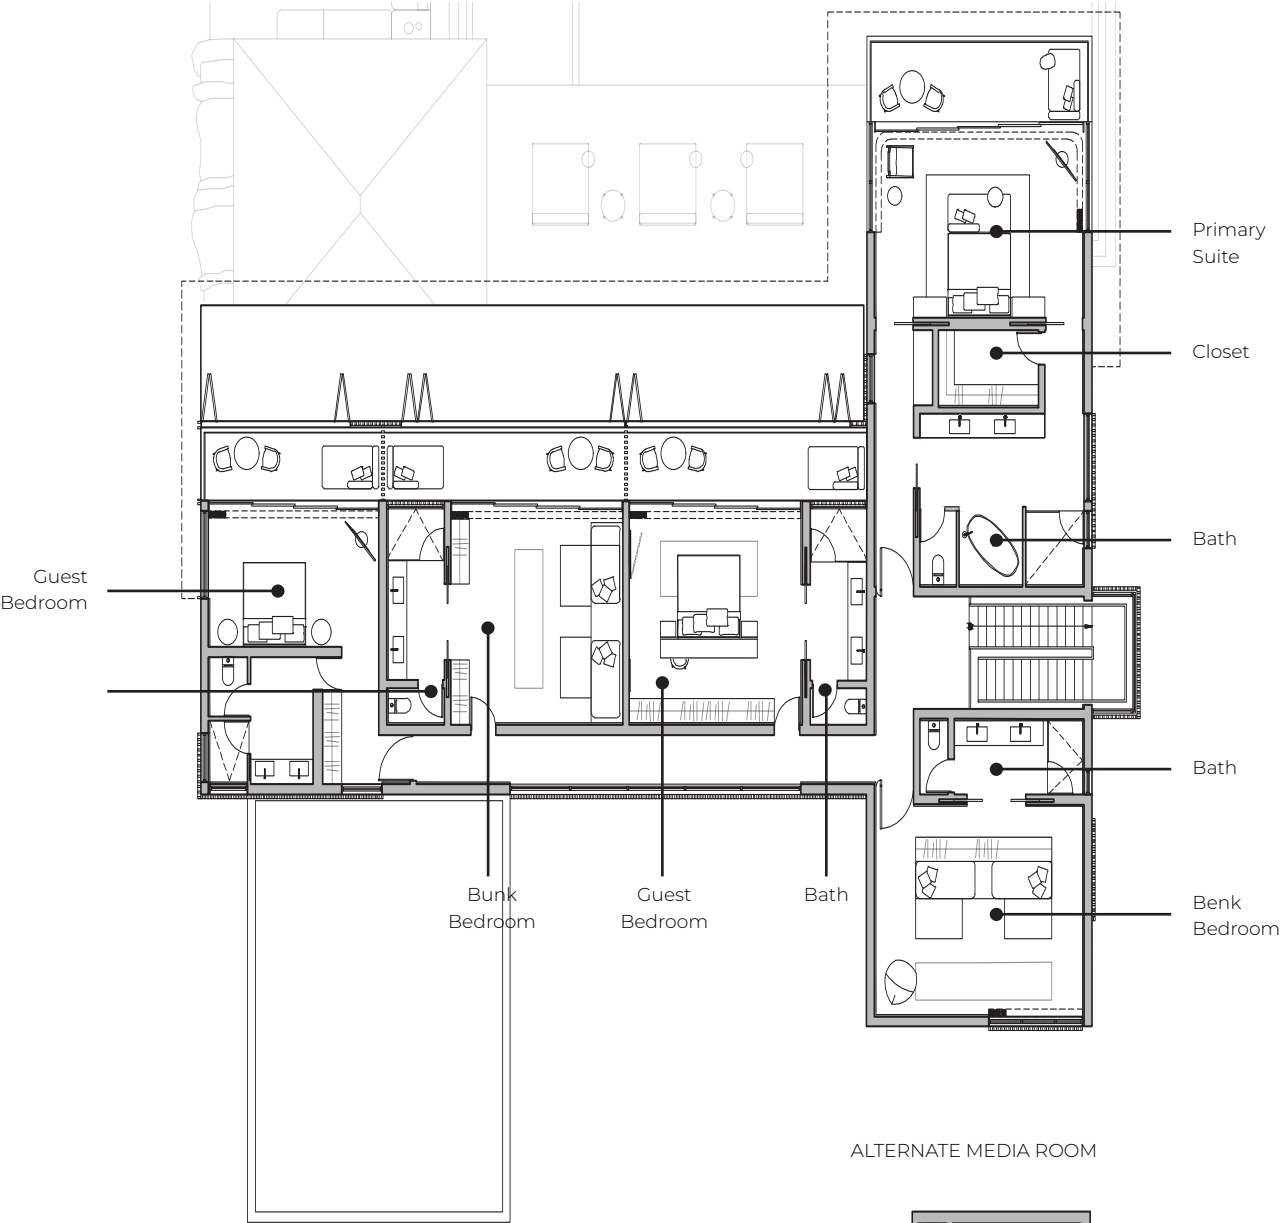 Primary
Suite
Closet
Bath
Guest
Bedroom
Bath
Bunk
Bedroom
Guest
Bedroom
Bath
Benk
Bedroom
ALTERNATE MEDIA ROOM